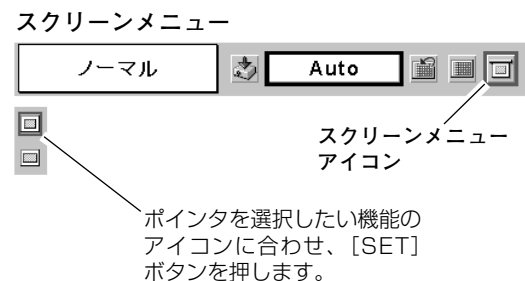 スクリーンメニュー
ノーマル Auto
スクリーンメニュー
アイコン
ポインタを選択したい機能の
アイコンに合わせ、［SET］
ボタンを押します。